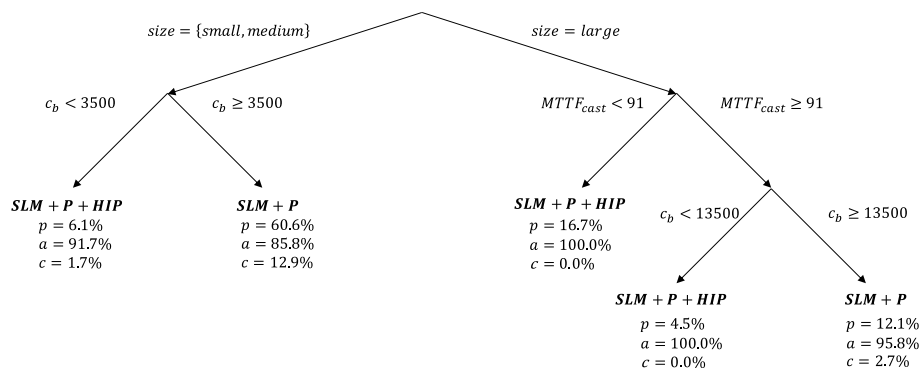 size = {small, medium}
size = large
c_b < 3500
c_b ≥ 3500
MTTF_cast < 91
MTTF_cast ≥ 91
SLM + P + HIP
p = 6.1%
a = 91.7%
c = 1.7%
SLM + P
p = 60.6%
a = 85.8%
c = 12.9%
SLM + P + HIP
p = 16.7%
a = 100.0%
c = 0.0%
c_b < 13500
c_b ≥ 13500
SLM + P + HIP
p = 4.5%
a = 100.0%
c = 0.0%
SLM + P
p = 12.1%
a = 95.8%
c = 2.7%